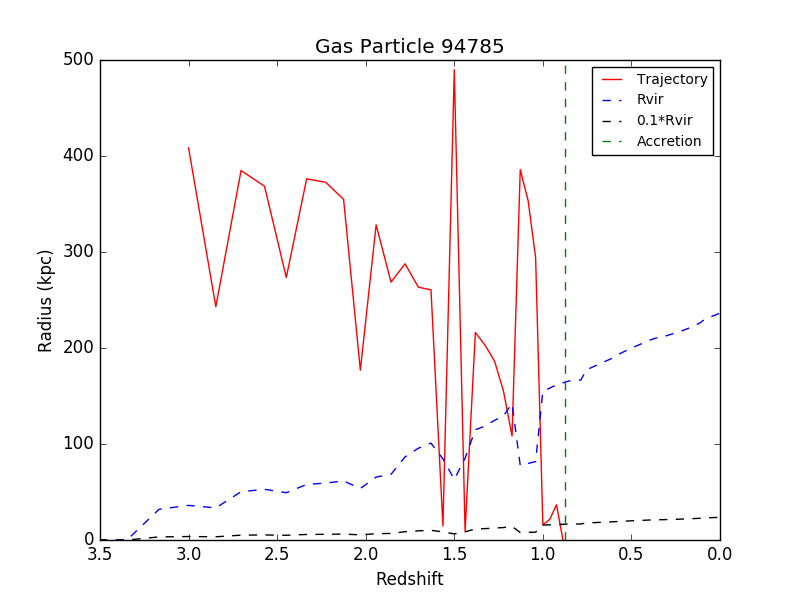 Gas Particle 94785
500
400
300
200
100
0
Radius (kpc)
Trajectory
Rvir
0.1*Rvir
Accretion
3.5 3.0 2.5 2.0 1.5 1.0 0.5 0.0
Redshift